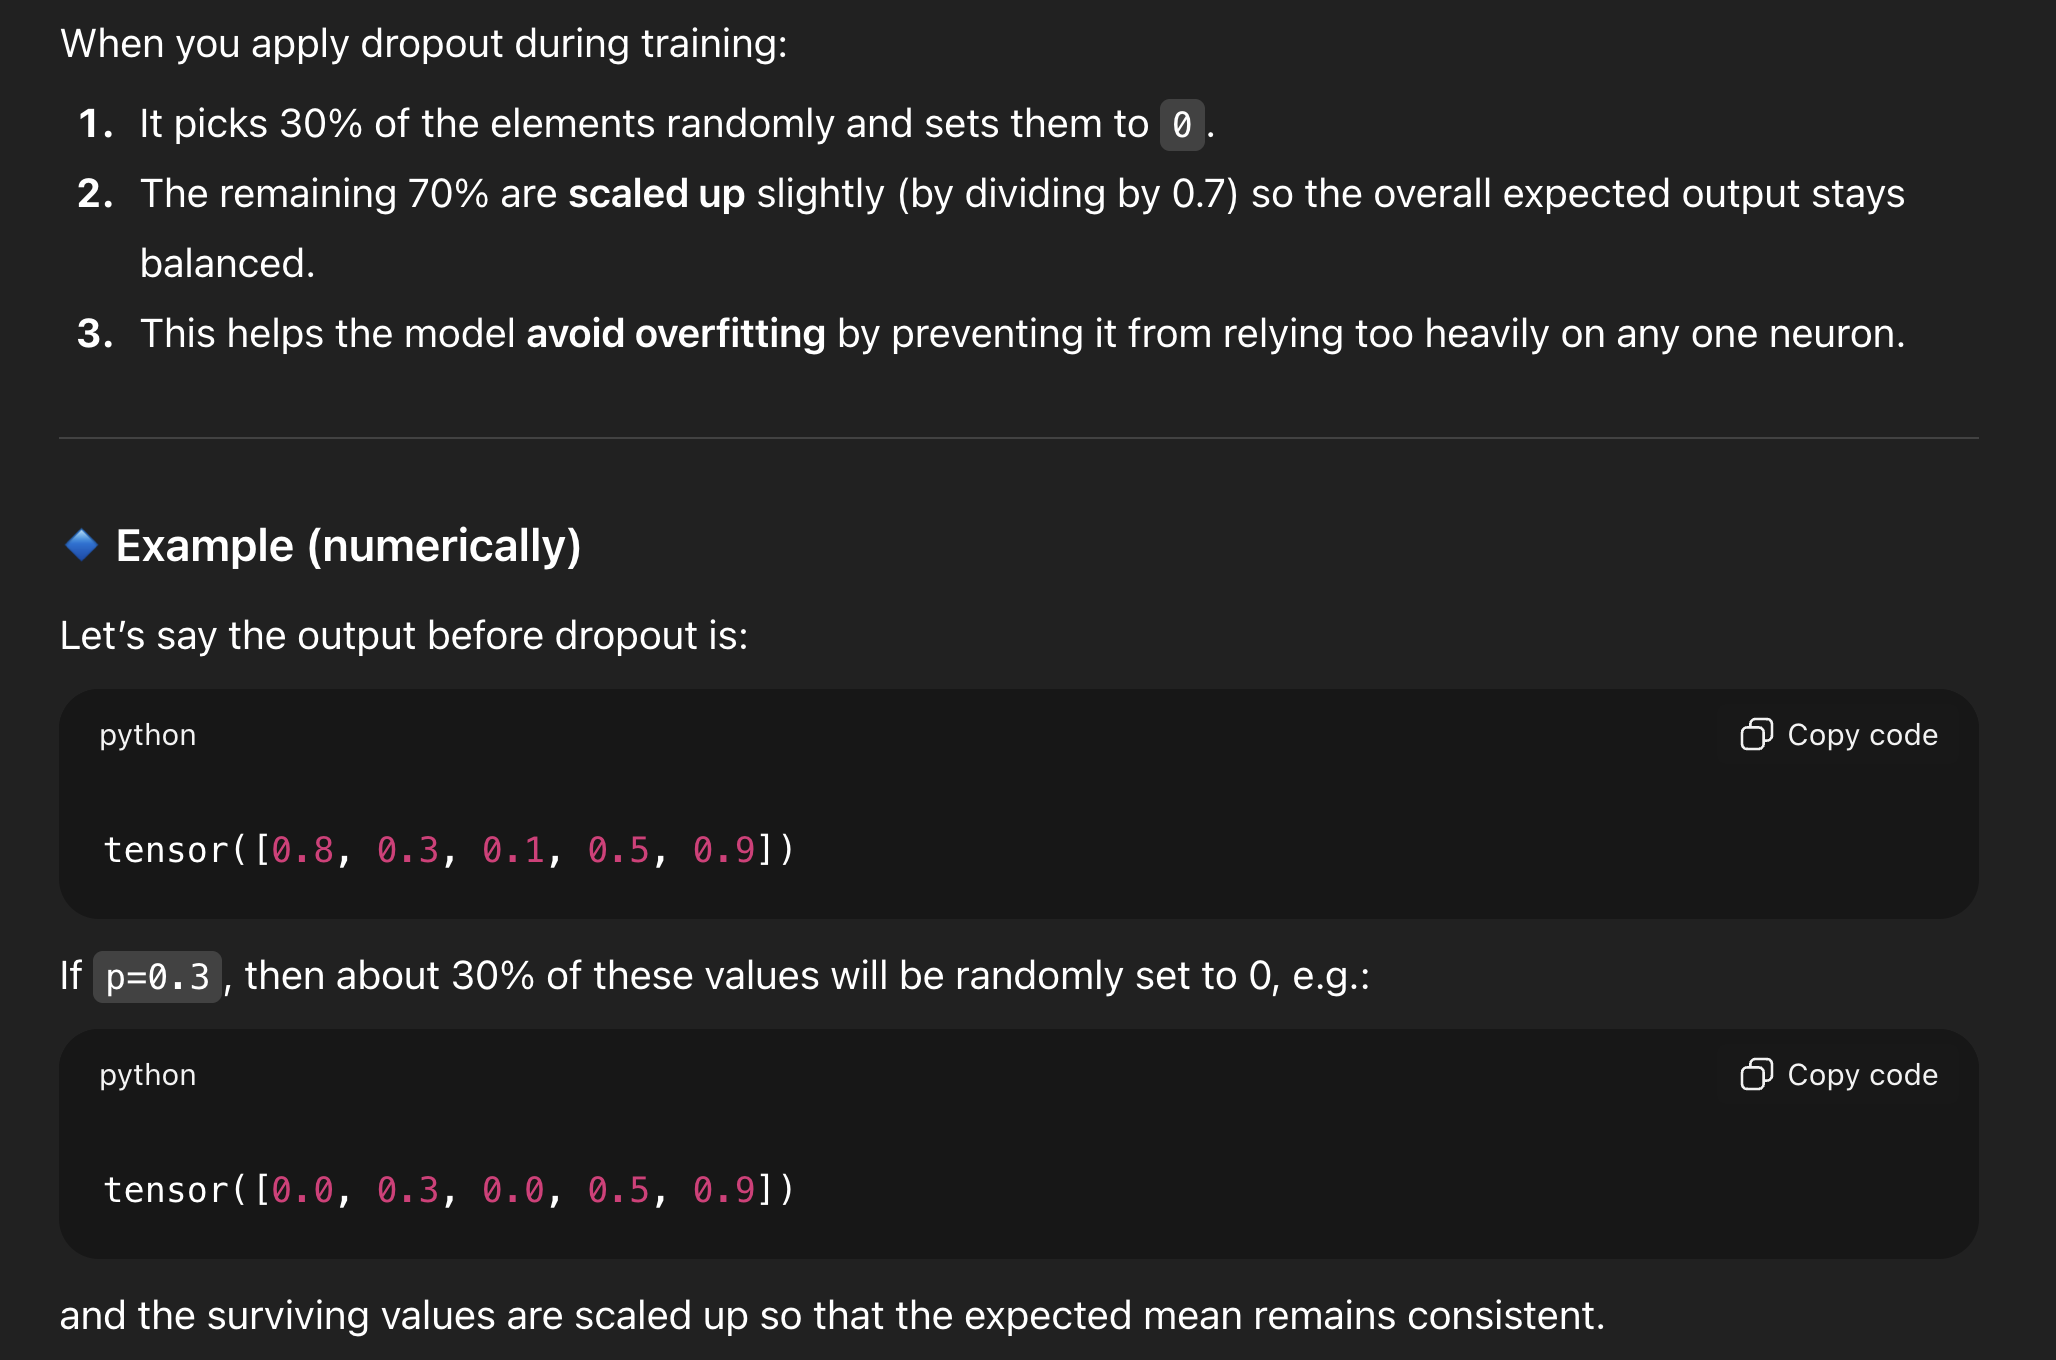 When you apply dropout during training:
1. It picks 30% of the elements randomly and sets them to 0.
2. The remaining 70% are scaled up slightly (by dividing by 0.7) so the overall expected output stays
balanced.
3. This helps the model avoid overfitting by preventing it from relying too heavily on any one neuron.
Example (numerically)
Let’s say the output before dropout is:
python Copy code
tensor([0.8, 0.3, 0.1, 0.5, 0.9])
If p=0.3, then about 30% of these values will be randomly set to 0, e.g.:
python Copy code
tensor([0.0, 0.3, 0.0, 0.5, 0.9])
and the surviving values are scaled up so that the expected mean remains consistent.